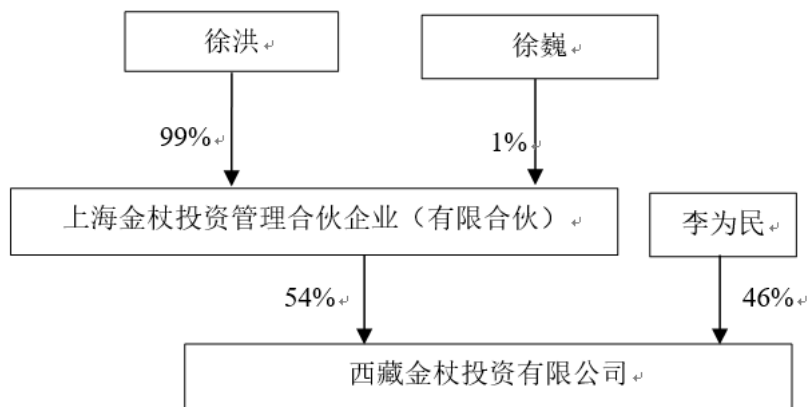 徐洪
徐巍
99%
1%
上海金杖投资管理合伙企业（有限合伙）
李为民
54%
46%
西藏金杖投资有限公司